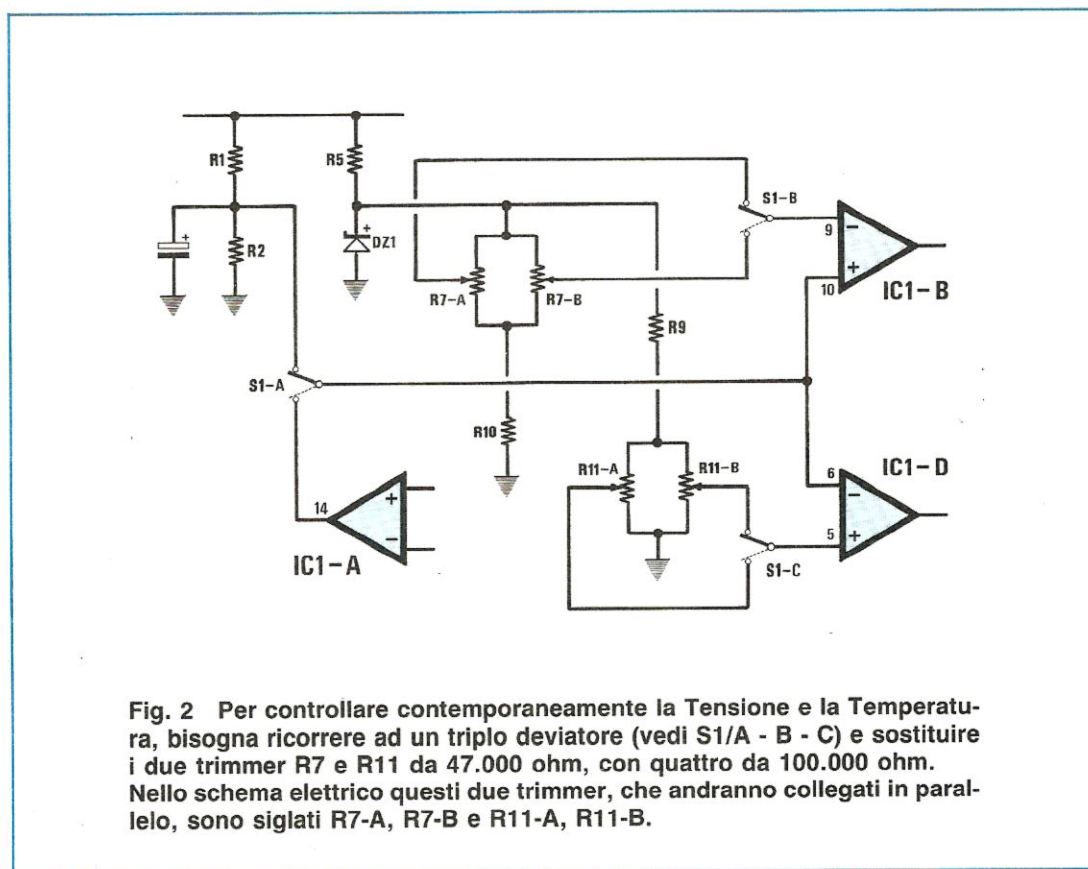 R1
R5
S1-B
+
R2
+
DZ1
9
−
+
10
IC1-B
R7-A
R7-B
R9
S1-A
R10
R11-A
R11-B
IC1-D
6
−
+
5
14
+
−
IC1-A
S1-C
Fig. 2 Per controllare contemporaneamente la Tensione e la Temperatu-
ra, bisogna ricorrere ad un triplo deviatore (vedi S1/A - B - C) e sostituire
i due trimmer R7 e R11 da 47.000 ohm, con quattro da 100.000 ohm.
Nello schema elettrico questi due trimmer, che andranno collegati in paral-
lelo, sono siglati R7-A, R7-B e R11-A, R11-B.